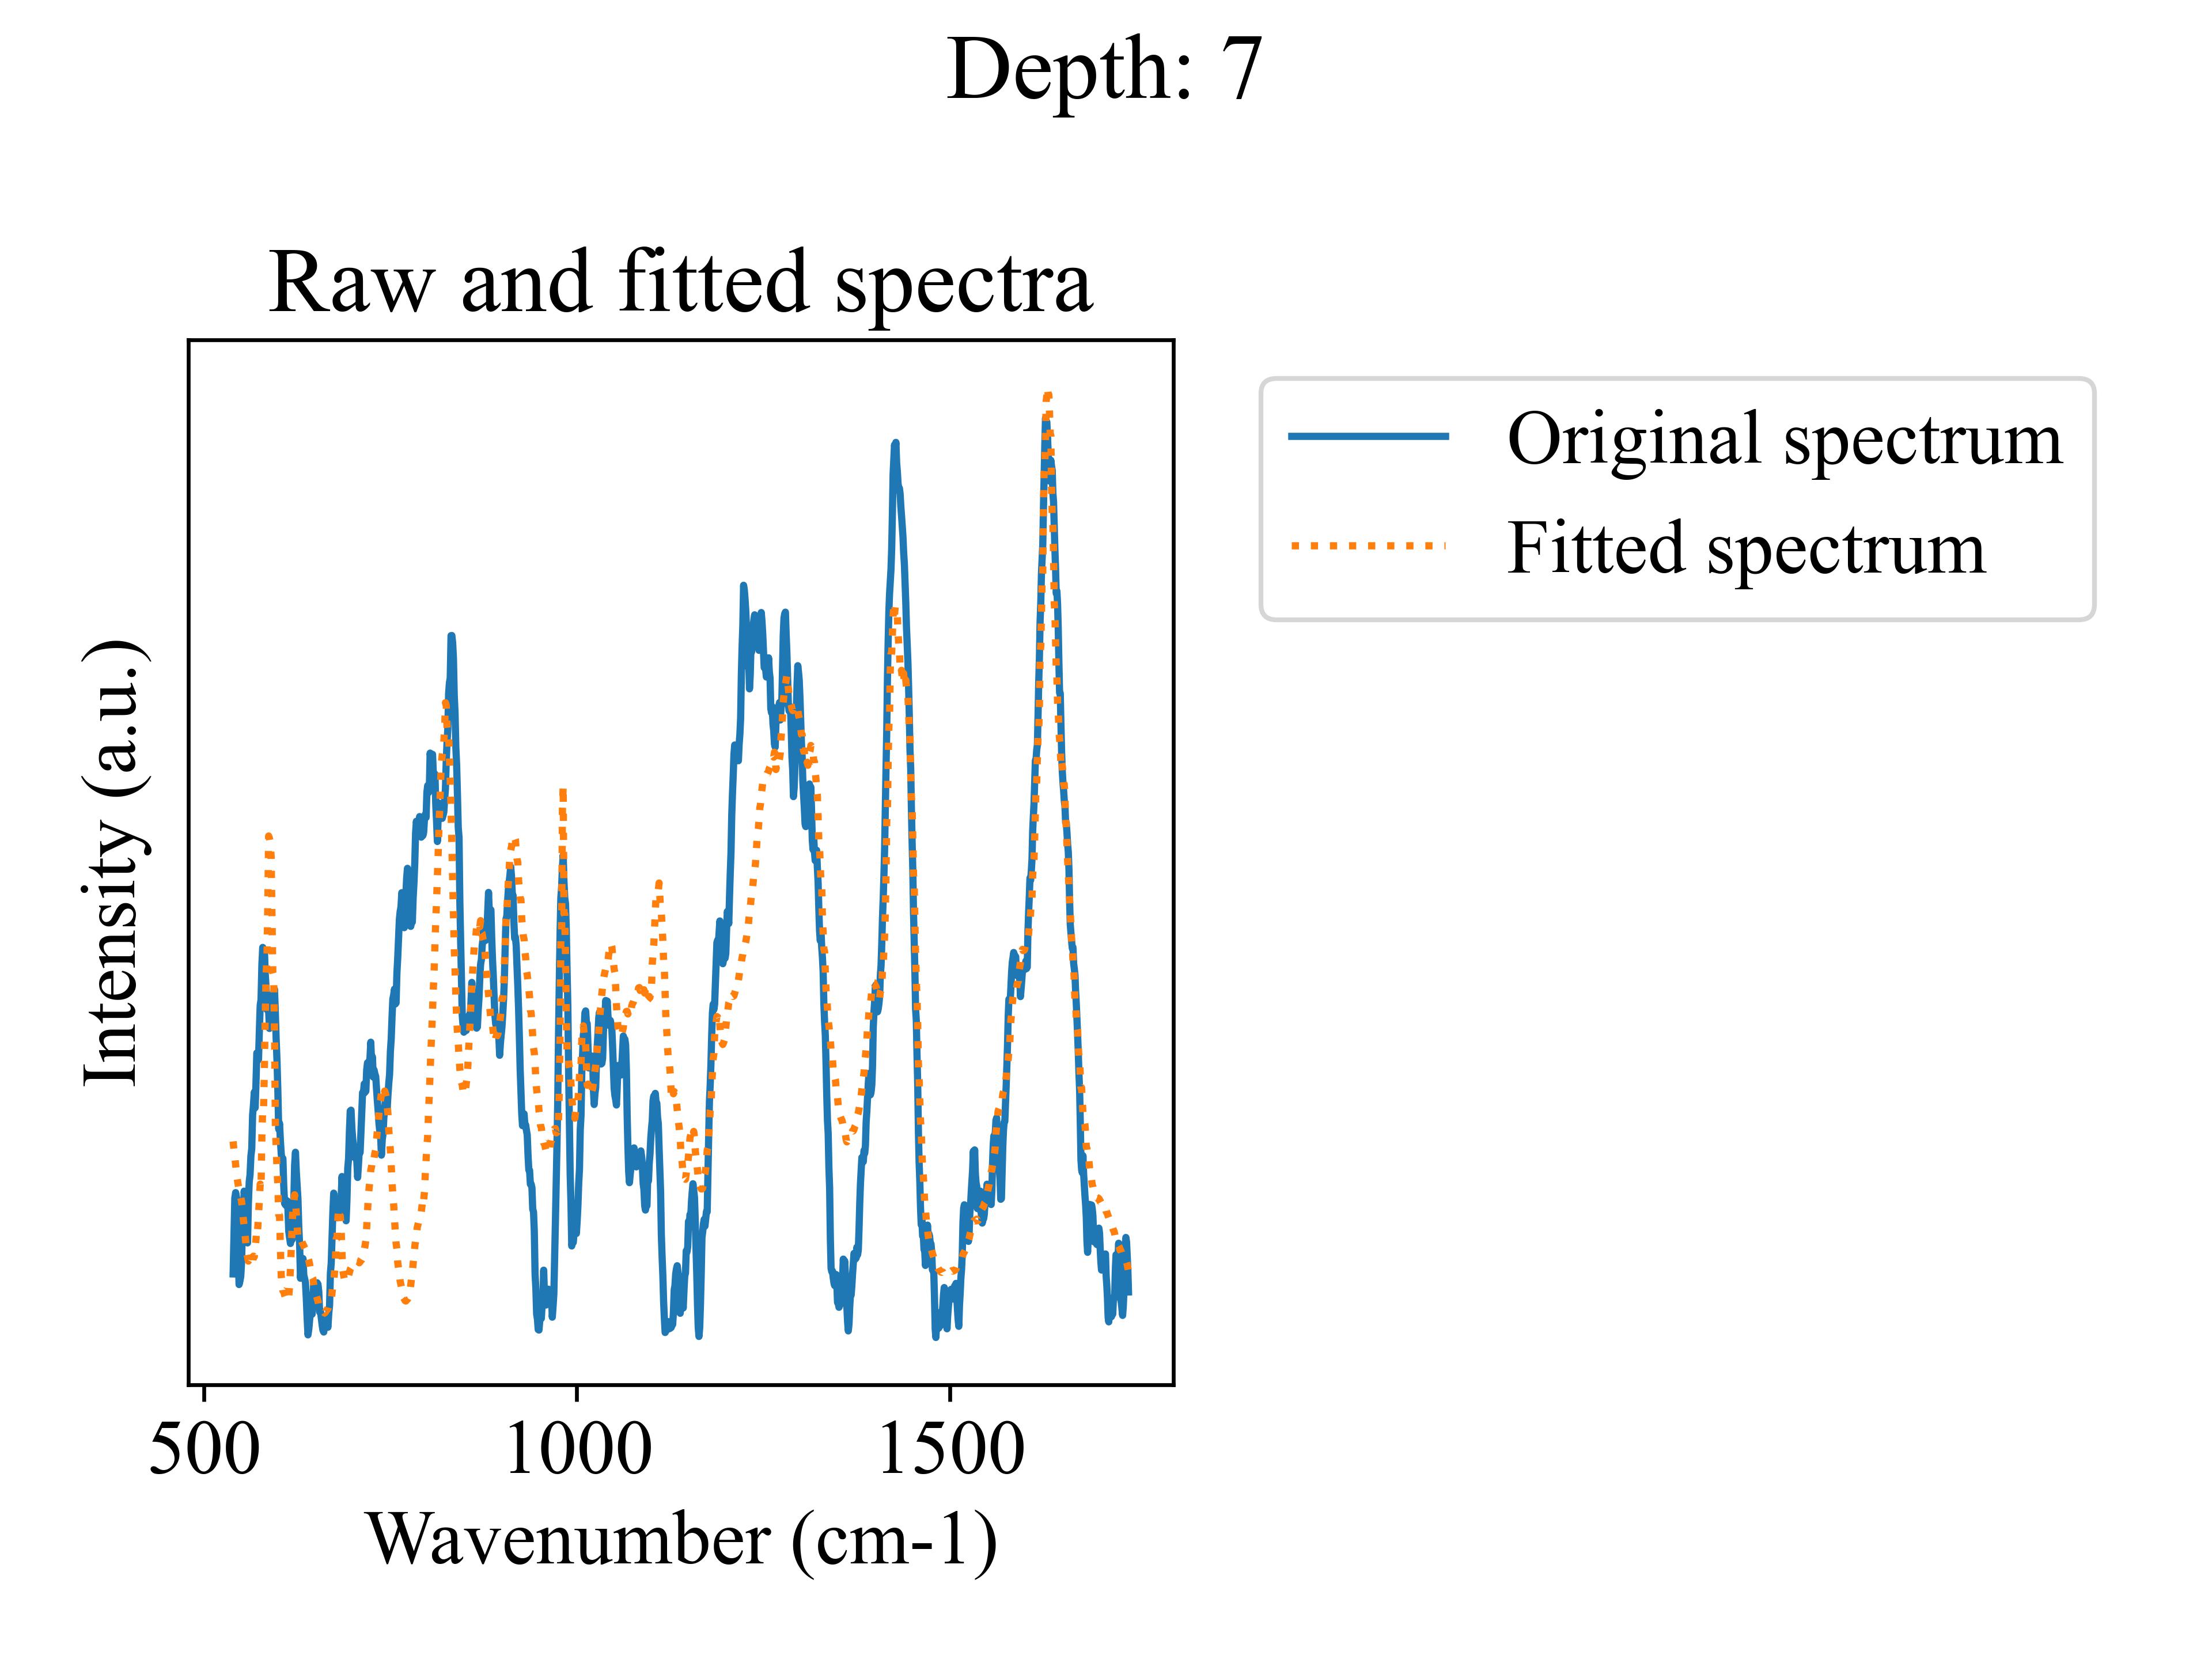 Depth: 7
Raw and fitted spectra
Original spectrum
Fitted spectrum
Intensity (a.u.)
500 1000 1500
Wavenumber (cm-1)